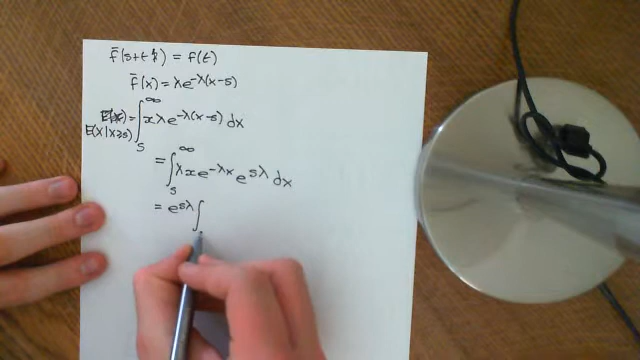 f̄(s+t) = f(t)
f̄(x) = λe^{-λ(x-s)}
E(X|X≥s) = ∫_s^∞ xλe^{-λ(x-s)} dx
= ∫_s^∞ λxe^{-λx} e^{sλ} dx
= e^{sλ} ∫